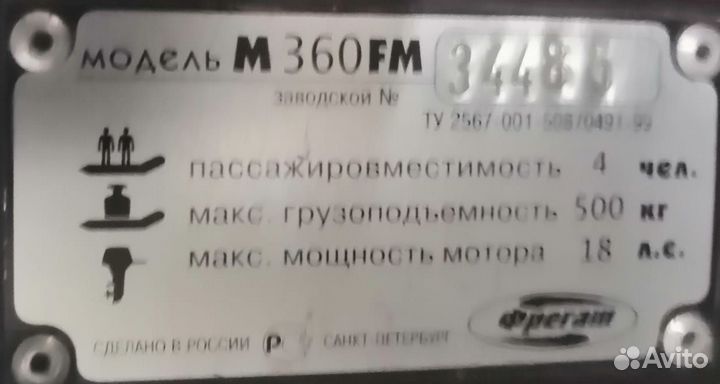 модель М 360FM 34486
заводской №
ТУ 2567-001-50870491-99
пассажировместимость 4 чел.
макс. грузоподъемность 500 кг
макс. мощность мотора 18 л.с.
Фрегат
СДЕЛАНО В РОССИИ Р САНКТ-ПЕТЕРБУРГ
Avito